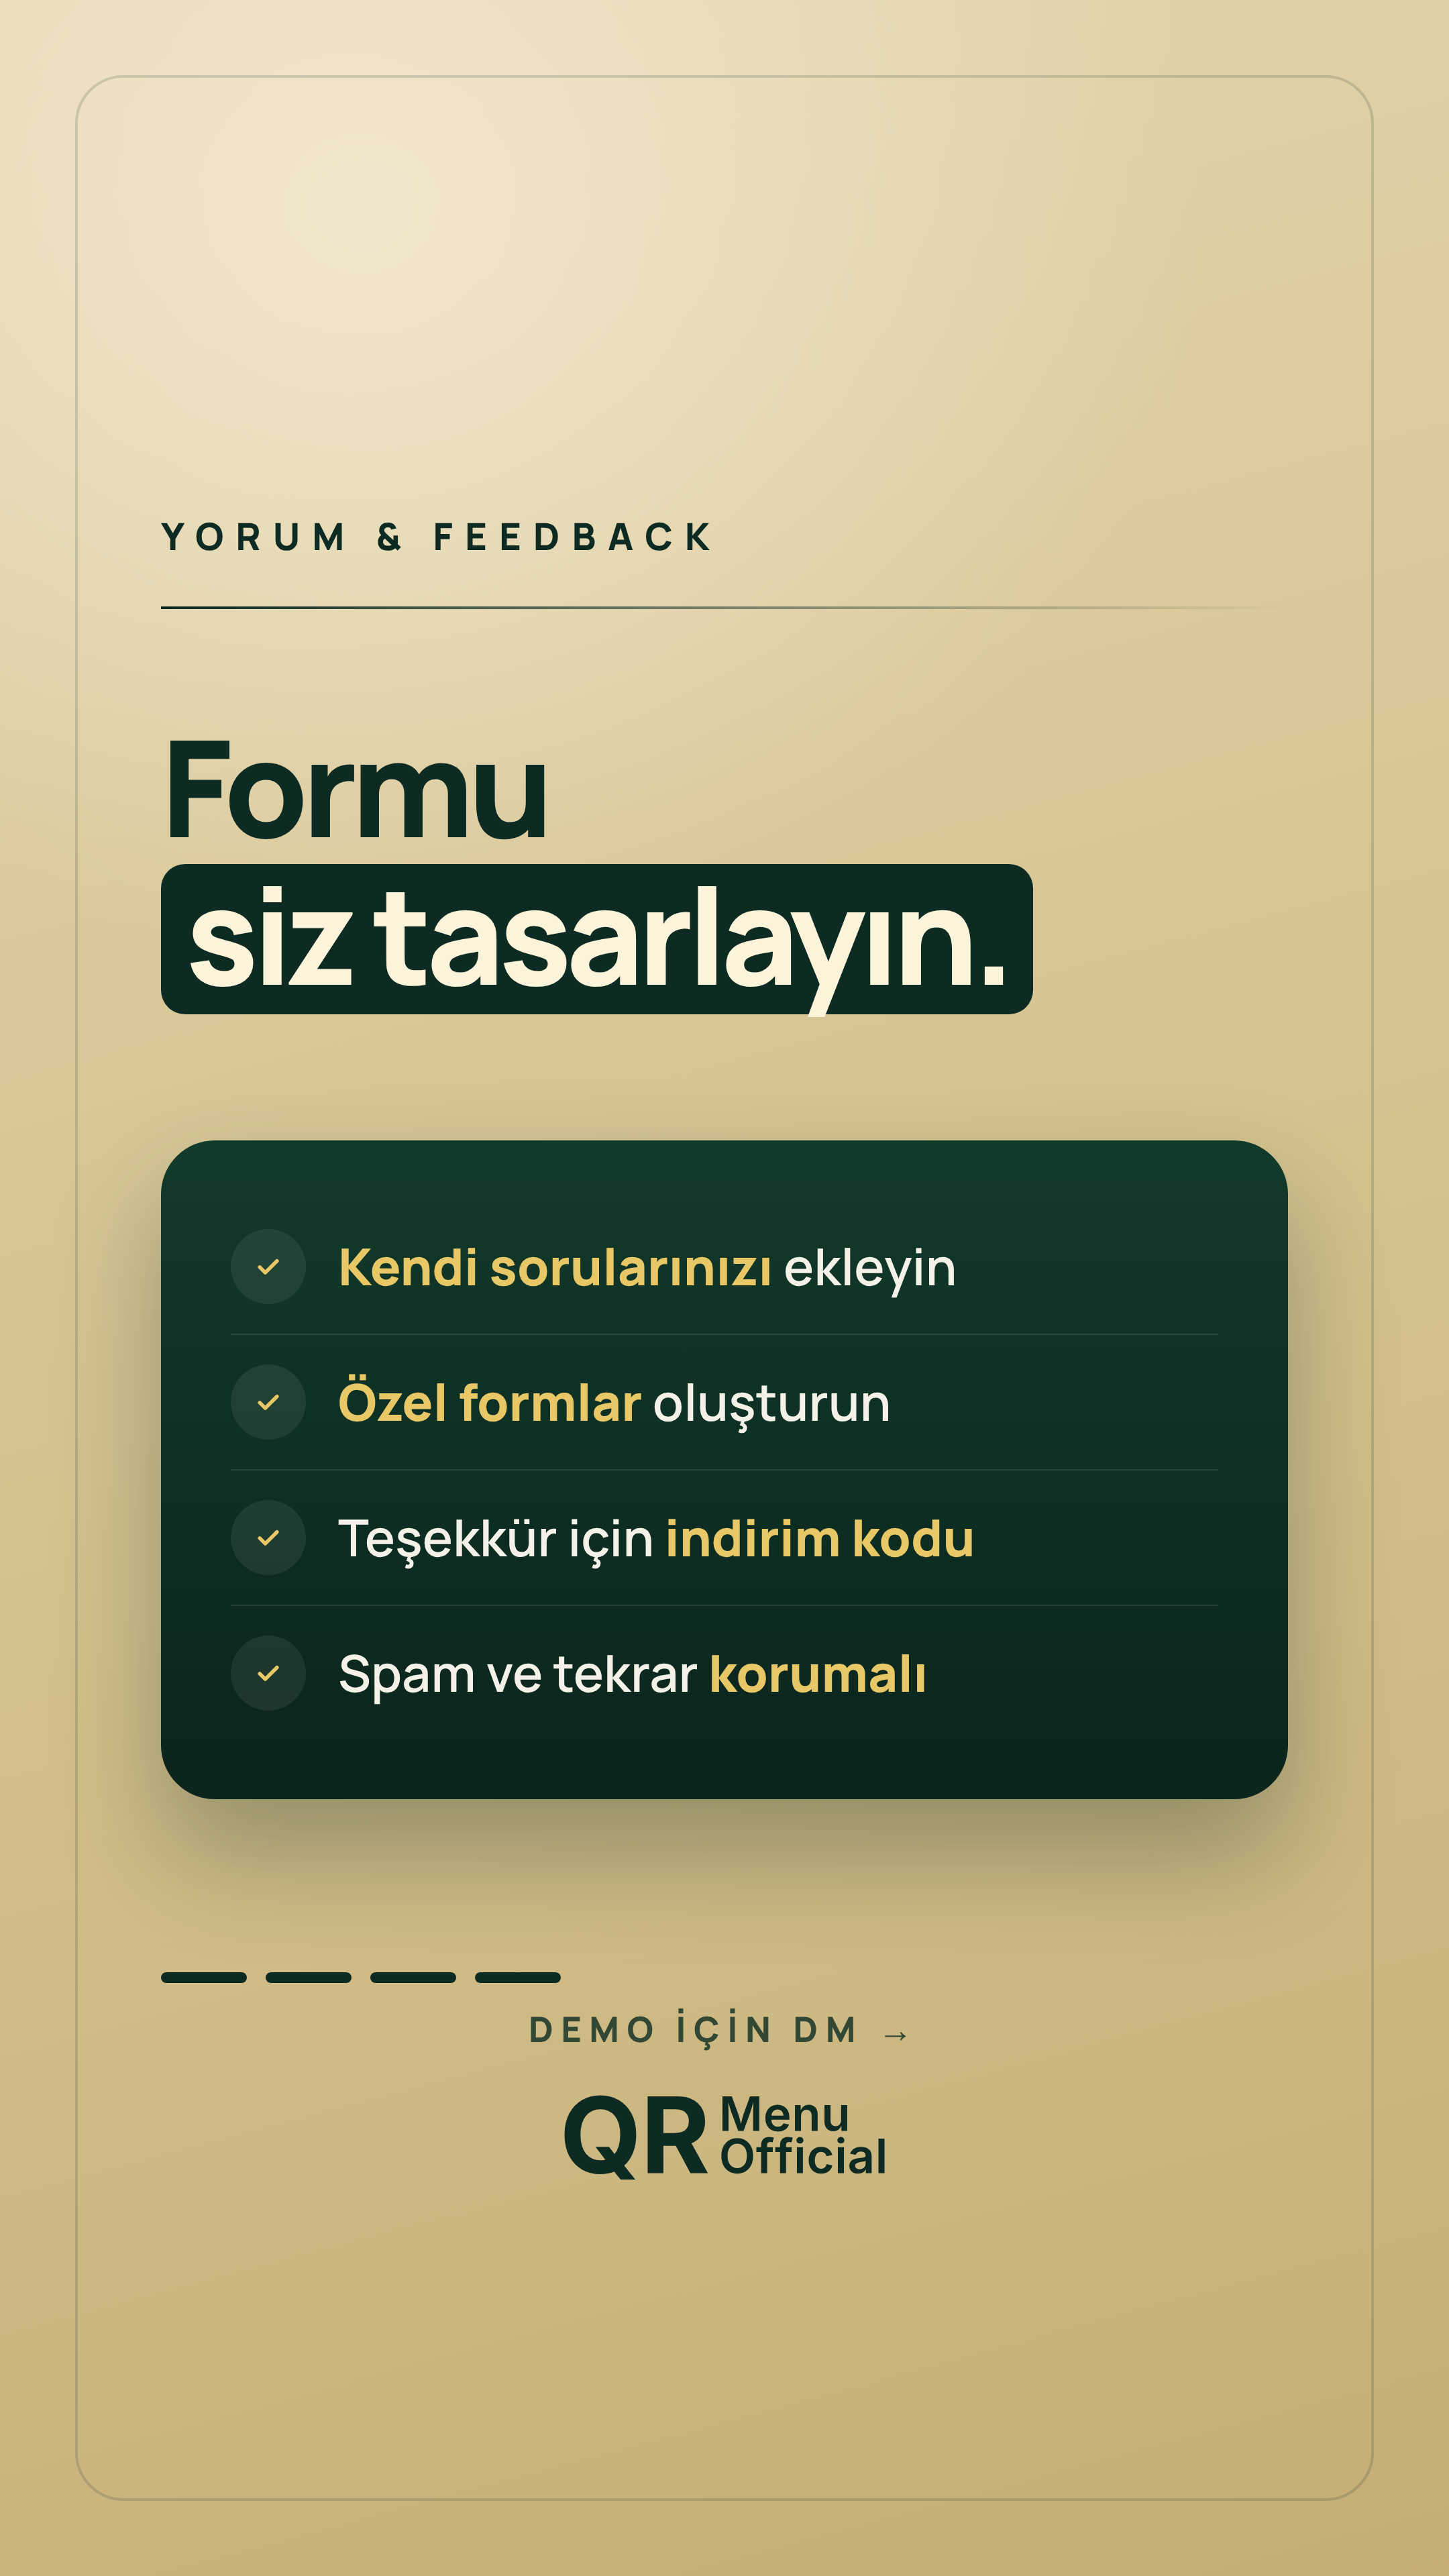 YORUM & FEEDBACK
Formu
siz tasarlayın.
Kendi sorularınızı ekleyin
Özel formlar oluşturun
Teşekkür için indirim kodu
Spam ve tekrar korumalı
DEMO İÇİN DM →
QR Menu
Official